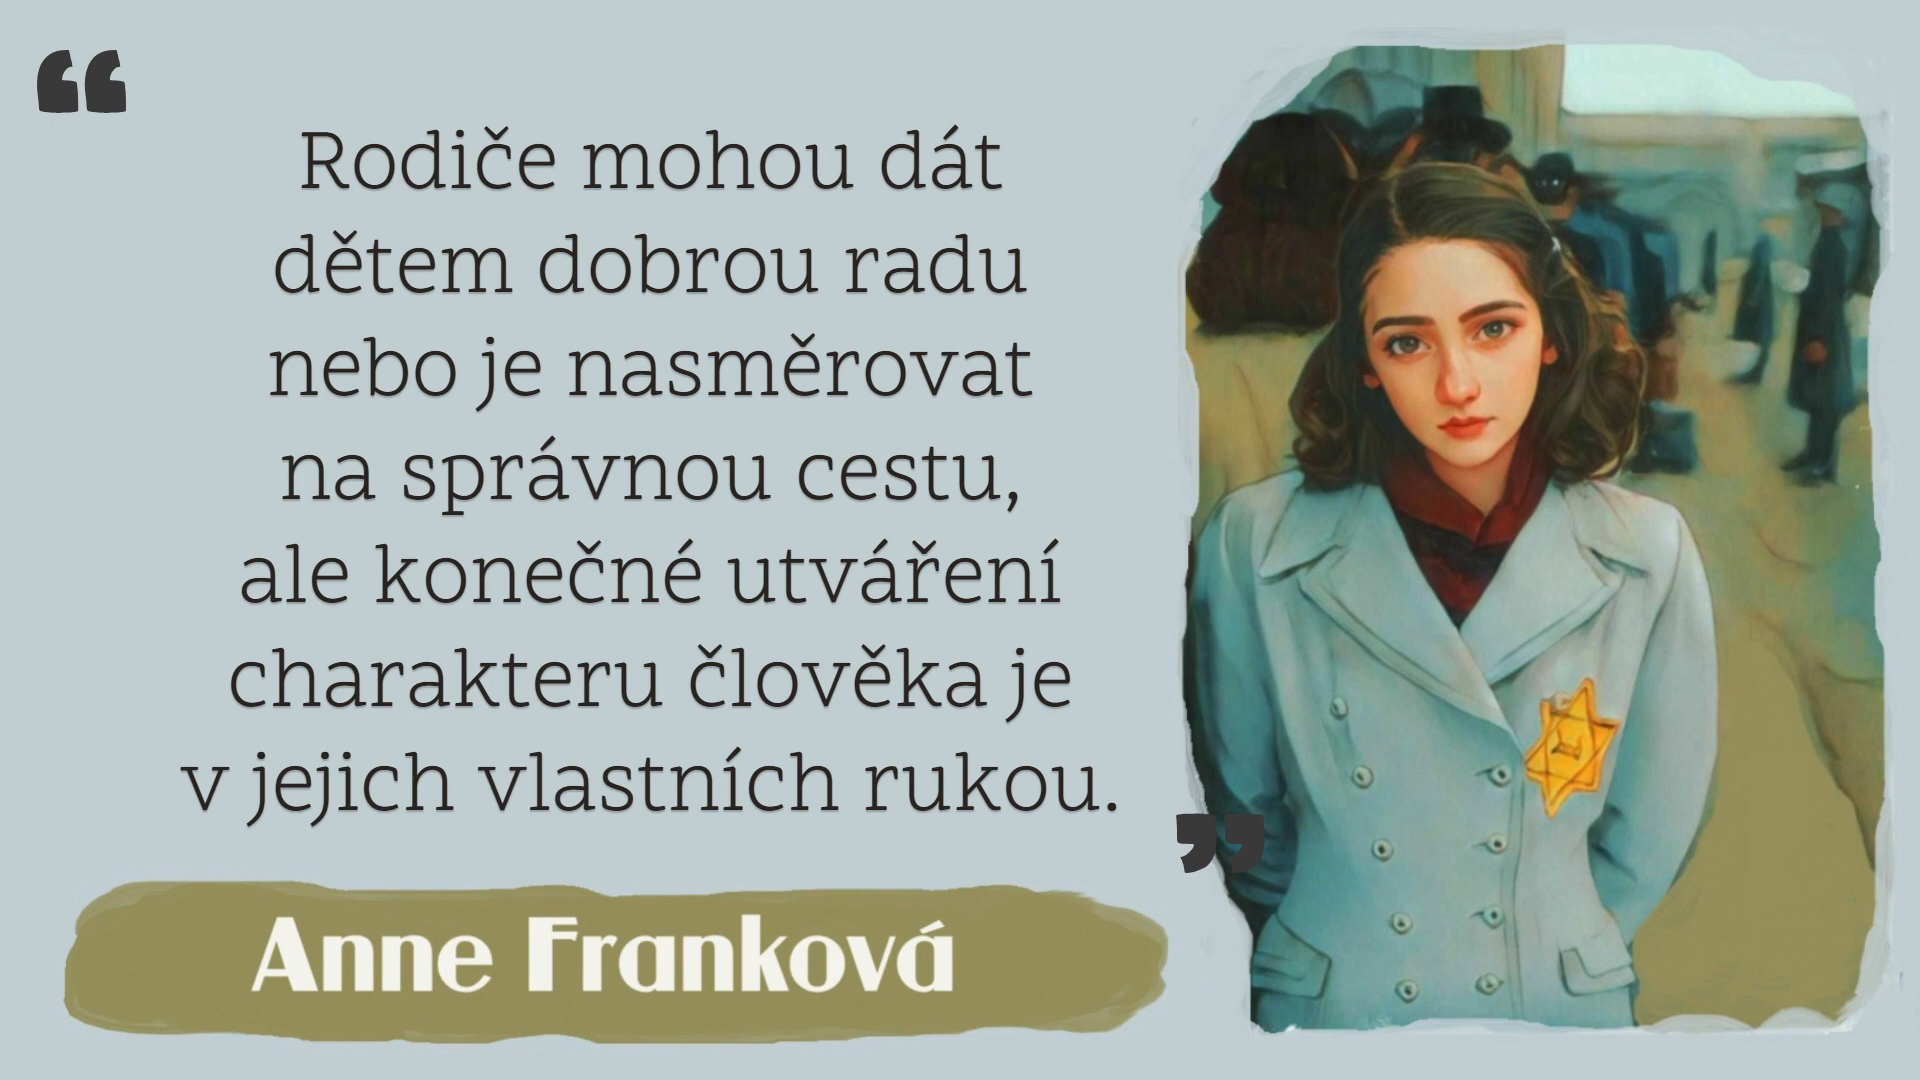 “
Rodiče mohou dát
dětem dobrou radu
nebo je nasměrovat
na správnou cestu,
ale konečné utváření
charakteru člověka je
v jejich vlastních rukou.
”
Anne Franková